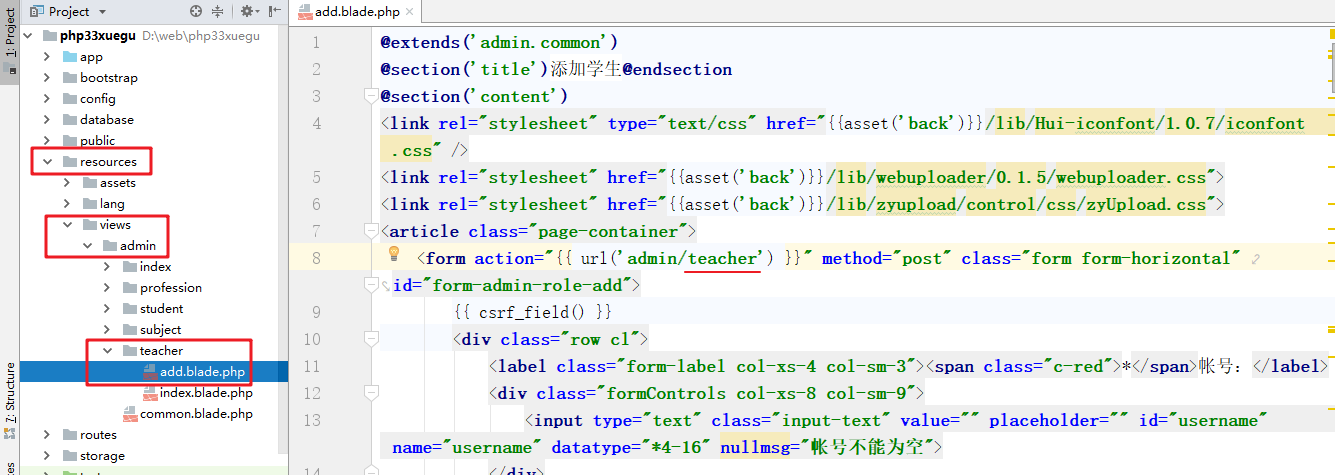 Project
add.blade.php
1: Project
php33xuegu D:\web\php33xuegu
app
bootstrap
config
database
public
resources
assets
lang
views
admin
index
profession
student
subject
teacher
add.blade.php
index.blade.php
common.blade.php
routes
storage
7: Structure
1 @extends('admin.common')
2 @section('title')添加学生@endsection
3 @section('content')
4 <link rel="stylesheet" type="text/css" href="{{asset('back')}}/lib/Hui-iconfont/1.0.7/iconfont
.css" />
5 <link rel="stylesheet" href="{{asset('back')}}/lib/webuploader/0.1.5/webuploader.css">
6 <link rel="stylesheet" href="{{asset('back')}}/lib/zyupload/control/css/zyUpload.css">
7 <article class="page-container">
8 <form action="{{ url('admin/teacher') }}" method="post" class="form form-horizontal"
id="form-admin-role-add">
9 {{ csrf_field() }}
10 <div class="row cl">
11 <label class="form-label col-xs-4 col-sm-3"><span class="c-red">*</span>帐号：</label>
12 <div class="formControls col-xs-8 col-sm-9">
13 <input type="text" class="input-text" value="" placeholder="" id="username"
name="username" datatype="*4-16" nullmsg="帐号不能为空">
14 </div>